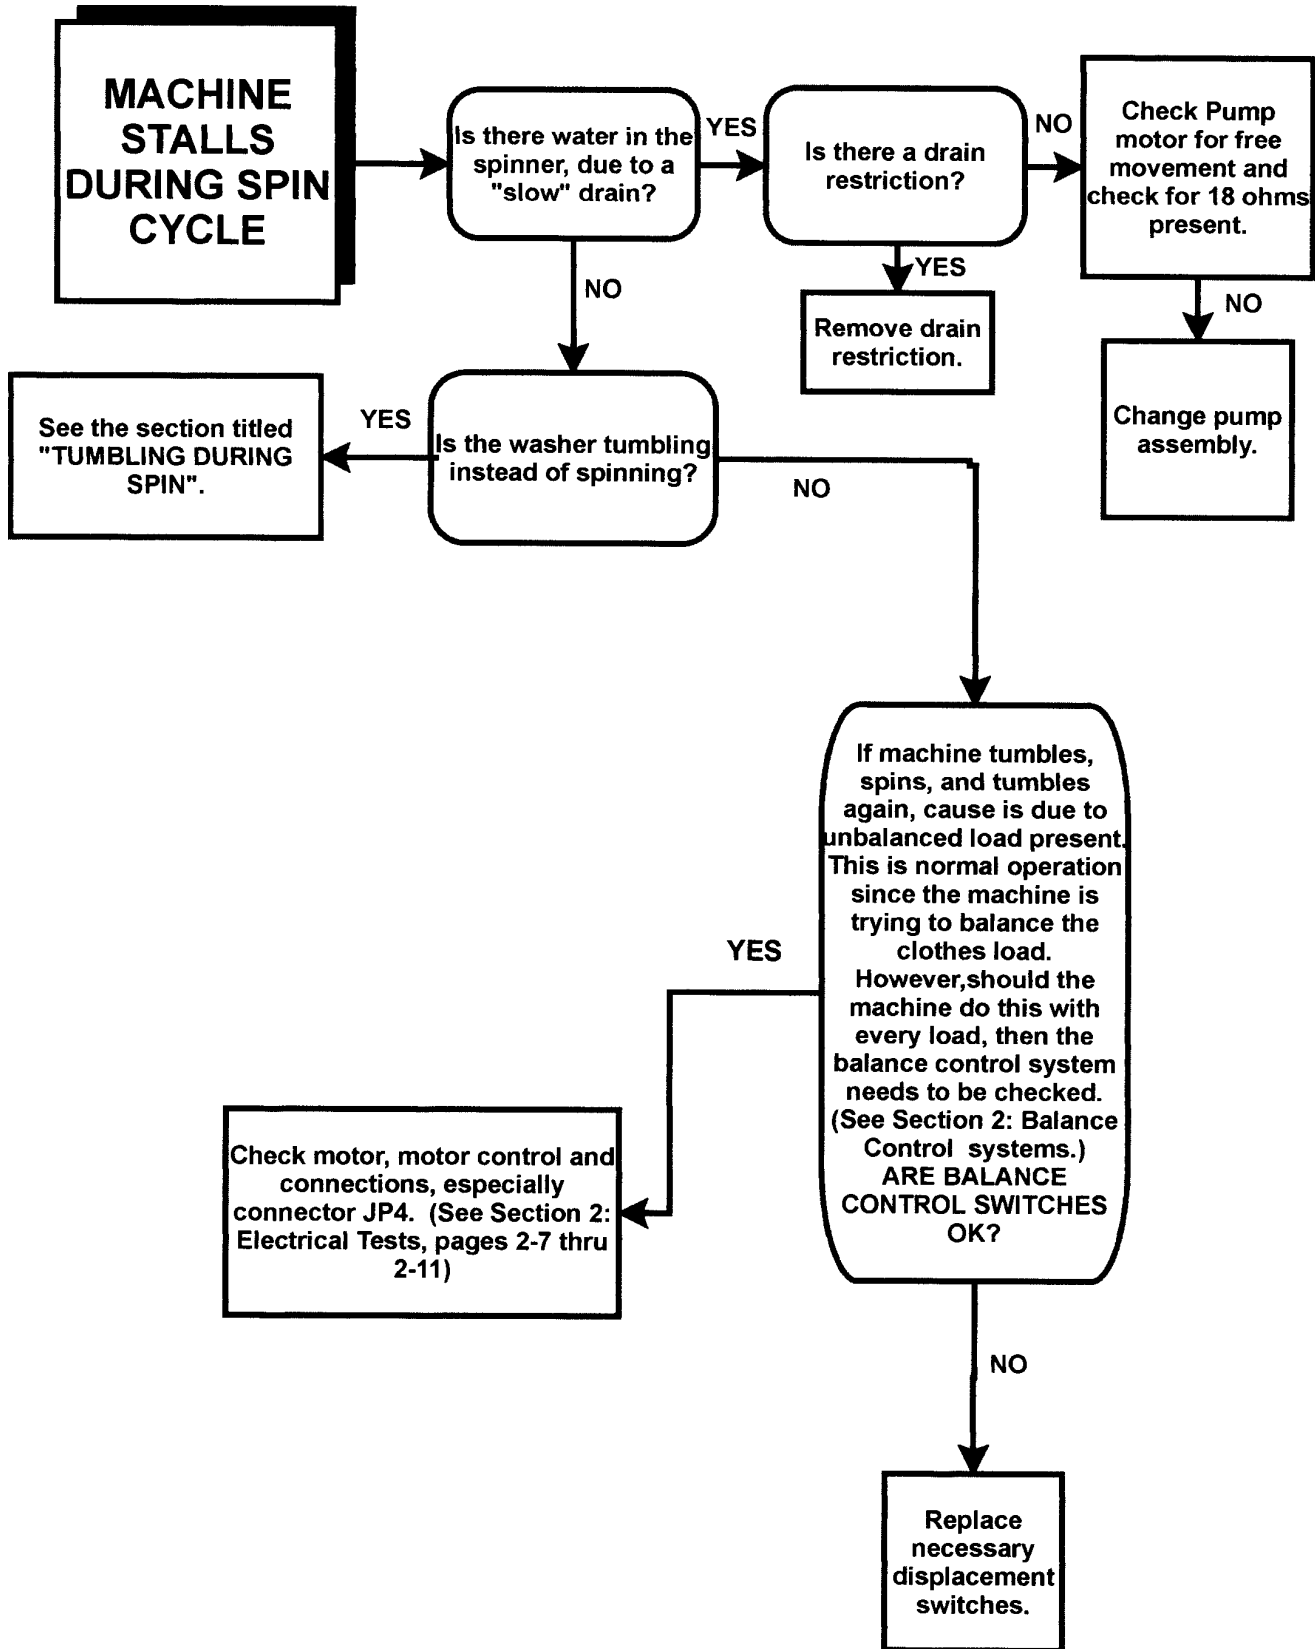 MACHINE
STALLS
DURING SPIN
CYCLE
Is there water in the
spinner, due to a
"slow" drain?
YES
Is there a drain
restriction?
NO
Check Pump
motor for free
movement and
check for 18 ohms
present.
NO
YES
NO
Remove drain
restriction.
Change pump
assembly.
See the section titled
"TUMBLING DURING
SPIN".
YES
Is the washer tumbling
instead of spinning?
NO
If machine tumbles,
spins, and tumbles
again, cause is due to
unbalanced load present.
This is normal operation
since the machine is
trying to balance the
clothes load.
However,should the
machine do this with
every load, then the
balance control system
needs to be checked.
(See Section 2: Balance
Control systems.)
ARE BALANCE
CONTROL SWITCHES
OK?
YES
Check motor, motor control and
connections, especially
connector JP4. (See Section 2:
Electrical Tests, pages 2-7 thru
2-11)
NO
Replace
necessary
displacement
switches.